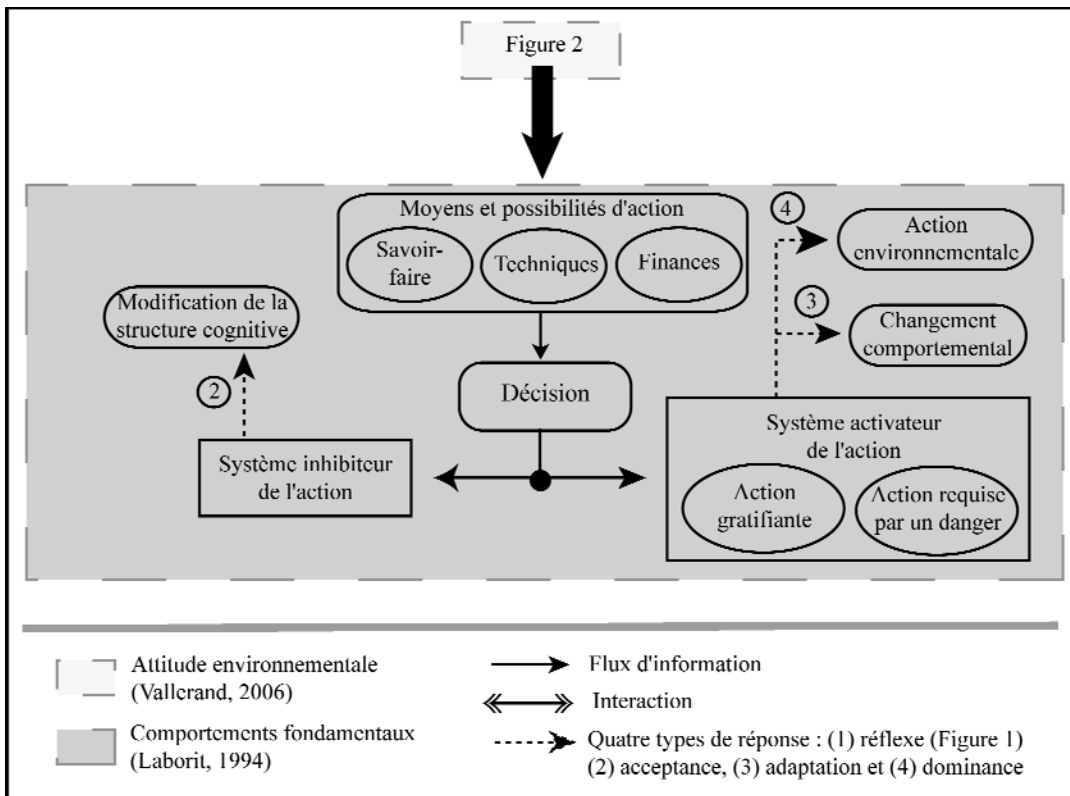 Figure 2
Moyens et possibilités d'action
Savoir-
faire
Techniques
Finances
4
Action
environnementale
3
Changement
comportemental
Modification de la
structure cognitive
2
Décision
Système inhibiteur
de l'action
Système activateur
de l'action
Action
gratifiante
Action requise
par un danger
Attitude environnementale
(Vallerand, 2006)
Comportements fondamentaux
(Laborit, 1994)
Flux d'information
Interaction
Quatre types de réponse : (1) réflexe (Figure 1)
(2) acceptance, (3) adaptation et (4) dominance